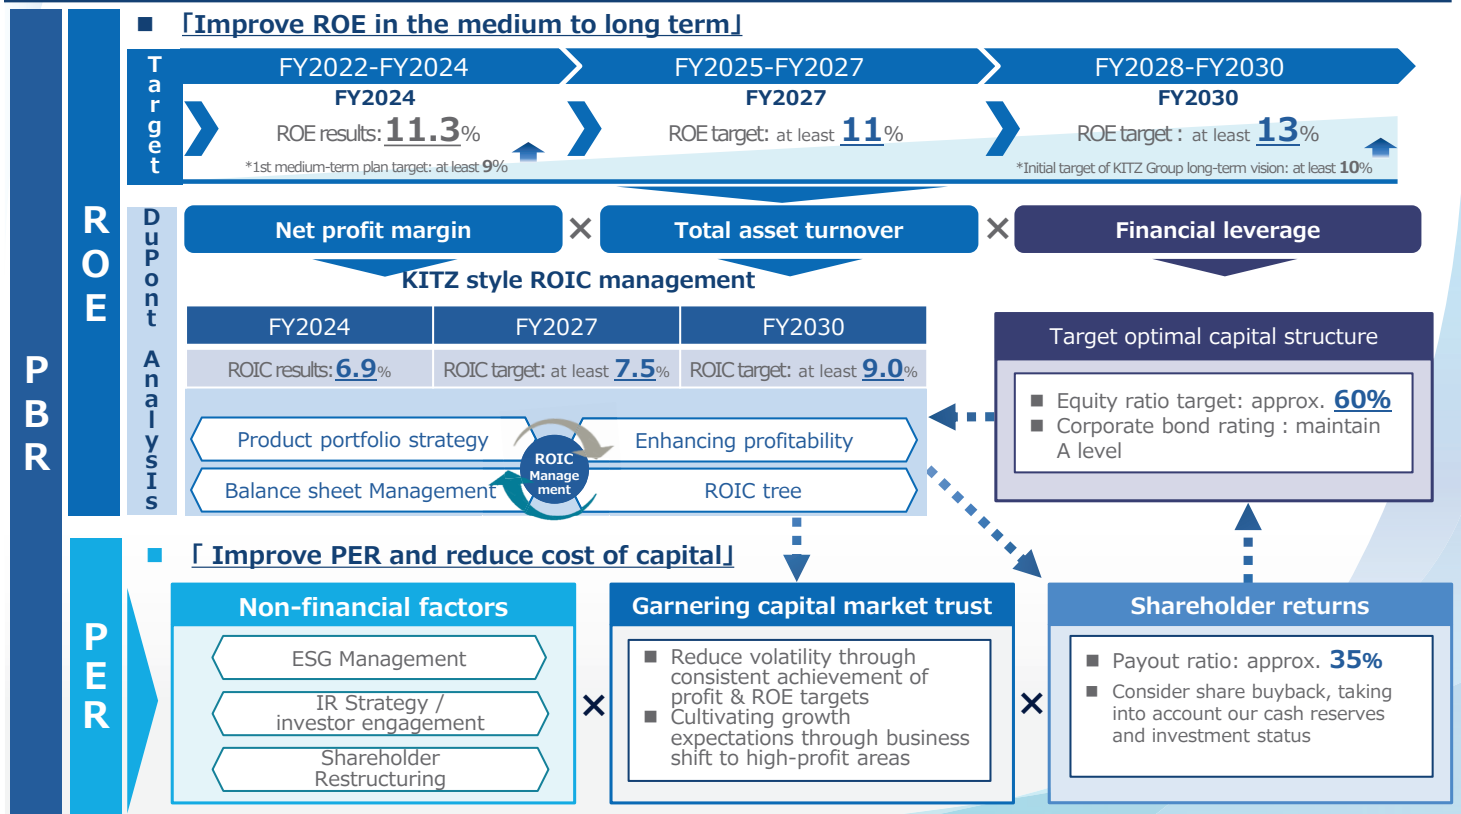 PBR
ROE
「Improve ROE in the medium to long term」
Target
FY2022-FY2024
FY2025-FY2027
FY2028-FY2030
FY2024
ROE results: 11.3%
*1st medium-term plan target: at least 9%
FY2027
ROE target: at least 11%
FY2030
ROE target : at least 13%
*Initial target of KITZ Group long-term vision: at least 10%
DuPont AnalysIs
Net profit margin
×
Total asset turnover
×
Financial leverage
KITZ style ROIC management
FY2024
FY2027
FY2030
ROIC results: 6.9%
ROIC target: at least 7.5%
ROIC target: at least 9.0%
Product portfolio strategy
Enhancing profitability
Balance sheet Management
ROIC tree
ROIC
Manage
ment
Target optimal capital structure
■ Equity ratio target: approx. 60%
■ Corporate bond rating : maintain
A level
PER
「 Improve PER and reduce cost of capital」
Non-financial factors
ESG Management
IR Strategy /
investor engagement
Shareholder
Restructuring
×
Garnering capital market trust
■ Reduce volatility through
consistent achievement of
profit & ROE targets
■ Cultivating growth
expectations through business
shift to high-profit areas
×
Shareholder returns
■ Payout ratio: approx. 35%
■ Consider share buyback, taking
into account our cash reserves
and investment status